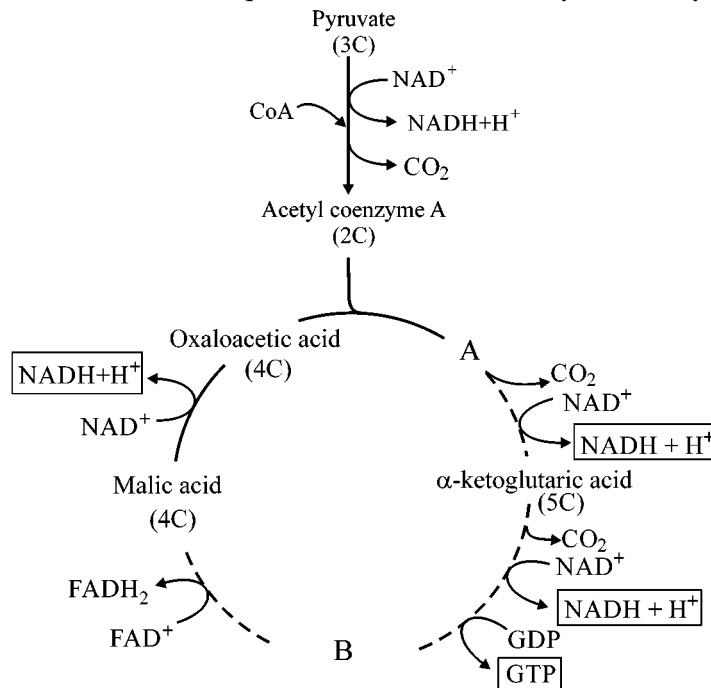 Pyruvate
(3C)
NAD⁺
CoA
NADH+H⁺
CO₂
Acetyl coenzyme A
(2C)
Oxaloacetic acid
(4C)
A
NADH+H⁺
CO₂
NAD⁺
NAD⁺
NADH + H⁺
Malic acid
(4C)
α-ketoglutaric acid
(5C)
CO₂
NAD⁺
FADH₂
NADH + H⁺
FAD⁺
GDP
B
GTP